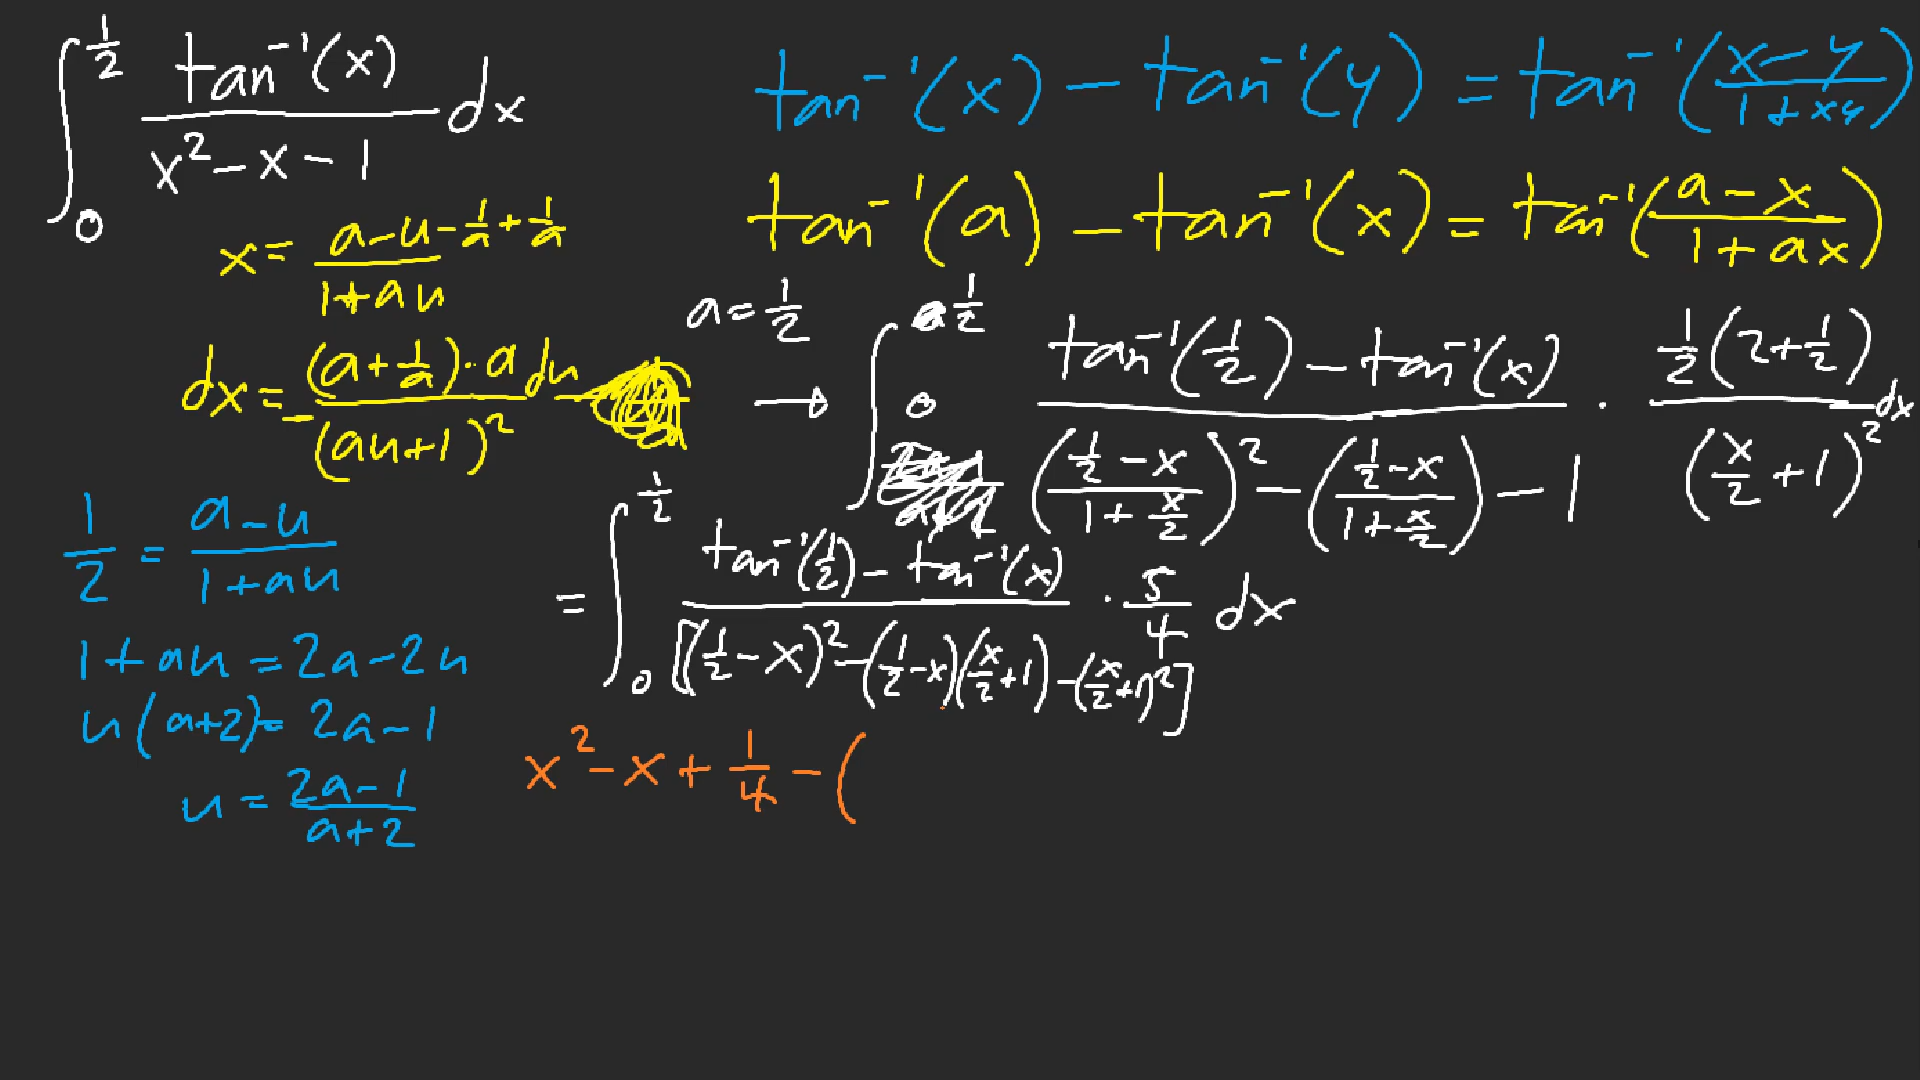 ∫_0^{1/2} tan⁻¹(x) / (x² - x - 1) dx
tan⁻¹(x) - tan⁻¹(y) = tan⁻¹((x-y)/(1+xy))
tan⁻¹(a) - tan⁻¹(x) = tan⁻¹((a-x)/(1+ax))
x = (a - u - 1/a + 1/a) / (1 + au)
dx = -((a + 1/a)·a du) / (au+1)²
a = 1/2
→ ∫_0^{1/2} (tan⁻¹(1/2) - tan⁻¹(x)) / (((1/2 - x)/(1 + x/2))² - ((1/2 - x)/(1 + x/2)) - 1) · (1/2 (2 + 1/2)) / (x/2 + 1)² dx
1/2 = (a-u)/(1+au)
1 + au = 2a - 2u
u(a+2) = 2a - 1
u = (2a-1)/(a+2)
= ∫_0^{1/2} (tan⁻¹(1/2) - tan⁻¹(x)) / [(1/2 - x)² - (1/2 - x)(x/2 + 1) - (x/2 + 1)²] · 5/4 dx
x² - x + 1/4 - (